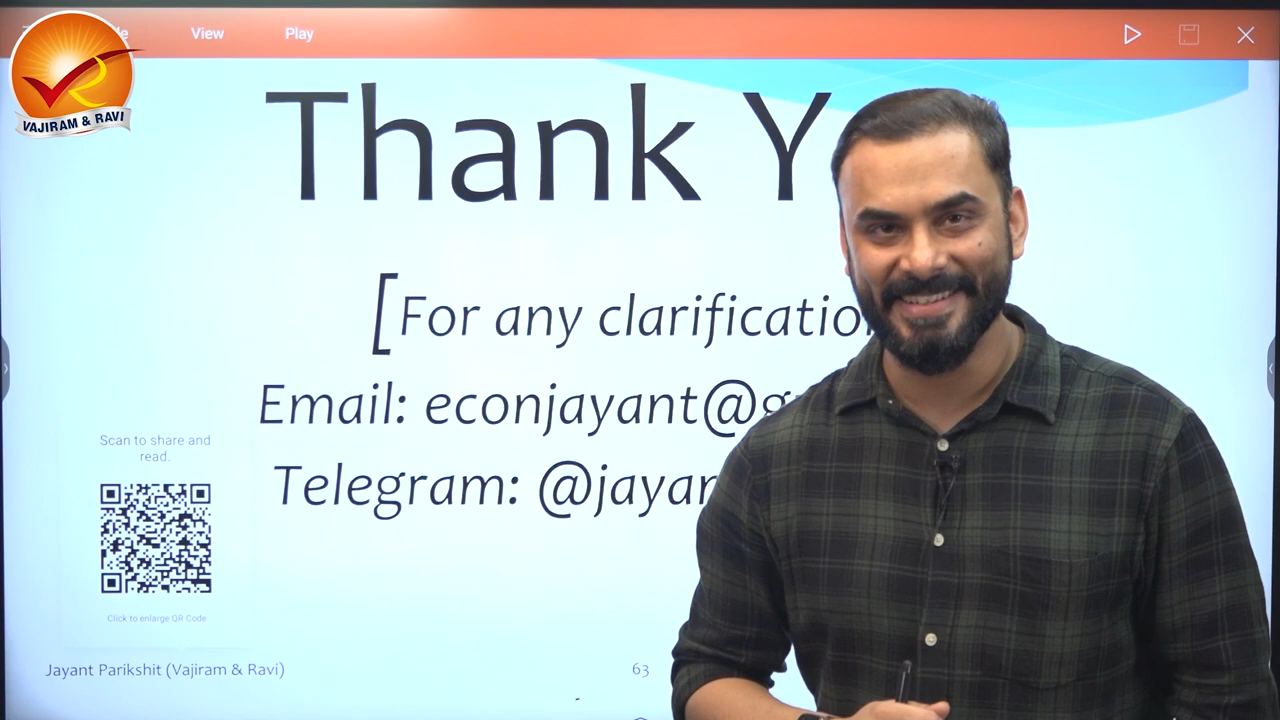 View
Play
VAJIRAM & RAVI
Thank Y
[For any clarificatio
Email: econjayant@g
Telegram: @jayar
Scan to share and
read.
Click to enlarge QR Code
Jayant Parikshit (Vajiram & Ravi)
63